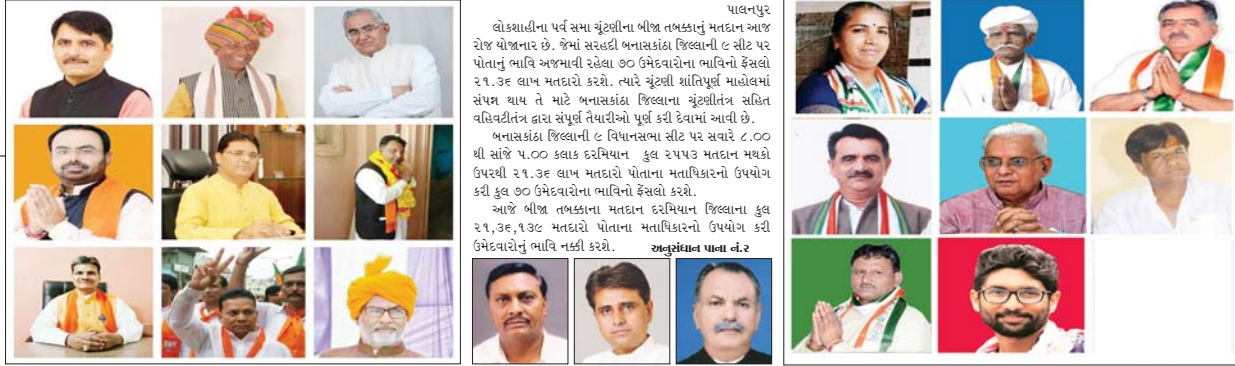 પાલનપુર
લોકશાહીના પર્વ સમા ચૂંટણીના બીજા તબક્કાનું મતદાન આજ
રોજ યોજાનાર છે. જેમાં સરહદી બનાસકાંઠા જિલ્લાની ૯ સીટ પર
પોતાનું ભાવિ અજમાવી રહેલા ૭૦ ઉમેદવારોના ભાવિનો ફેંસલો
૨૧.૩૬ લાખ મતદારો કરશે. ત્યારે ચૂંટણી શાંતિપૂર્ણ માહોલમાં
સંપન્ન થાય તે માટે બનાસકાંઠા જિલ્લાના ચૂંટણીતંત્ર સહિત
વહિવટીતંત્ર દ્વારા સંપૂર્ણ તૈયારીઓ પૂર્ણ કરી દેવામાં આવી છે.
બનાસકાંઠા જિલ્લાની ૯ વિધાનસભા સીટ પર સવારે ૮.૦૦
થી સાંજે ૫.૦૦ કલાક દરમિયાન કુલ ૨૫૫૩ મતદાન મથકો
ઉપરથી ૨૧.૩૬ લાખ મતદારો પોતાના મતાધિકારનો ઉપયોગ
કરી કુલ ૭૦ ઉમેદવારોના ભાવિનો ફેંસલો કરશે.
આજે બીજા તબક્કાના મતદાન દરમિયાન જિલ્લાના કુલ
૨૧,૩૬,૧૩૯ મતદારો પોતાના મતાધિકારનો ઉપયોગ કરી
ઉમેદવારોનું ભાવિ નક્કી કરશે. અનુસંધાન પાના નં.૨